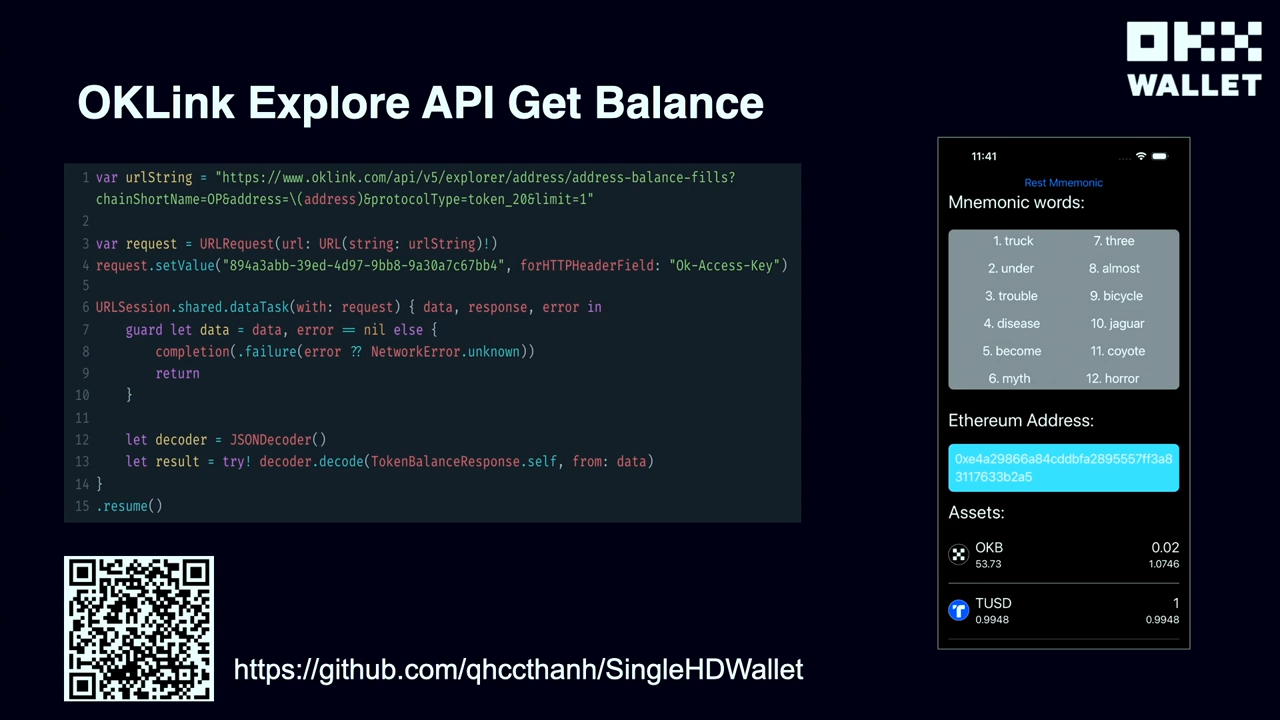 OKX
WALLET
OKLink Explore API Get Balance
1 var urlString = "https://www.oklink.com/api/v5/explorer/address/address-balance-fills?
chainShortName=OP&address=\(address)&protocolType=token_20&limit=1"
2
3 var request = URLRequest(url: URL(string: urlString)!)
4 request.setValue("894a3abb-39ed-4d97-9bb8-9a30a7c67bb4", forHTTPHeaderField: "Ok-Access-Key")
5
6 URLSession.shared.dataTask(with: request) { data, response, error in
7 guard let data = data, error == nil else {
8 completion(.failure(error ?? NetworkError.unknown))
9 return
10 }
11
12 let decoder = JSONDecoder()
13 let result = try! decoder.decode(TokenBalanceResponse.self, from: data)
14 }
15 .resume()
https://github.com/qhccthanh/SingleHDWallet
11:41
Rest Mmemonic
Mnemonic words:
1. truck 7. three
2. under 8. almost
3. trouble 9. bicycle
4. disease 10. jaguar
5. become 11. coyote
6. myth 12. horror
Ethereum Address:
0xe4a29866a84cddbfa2895557ff3a8
3117633b2a5
Assets:
OKB 0.02
53.73 1.0746
TUSD 1
0.9948 0.9948